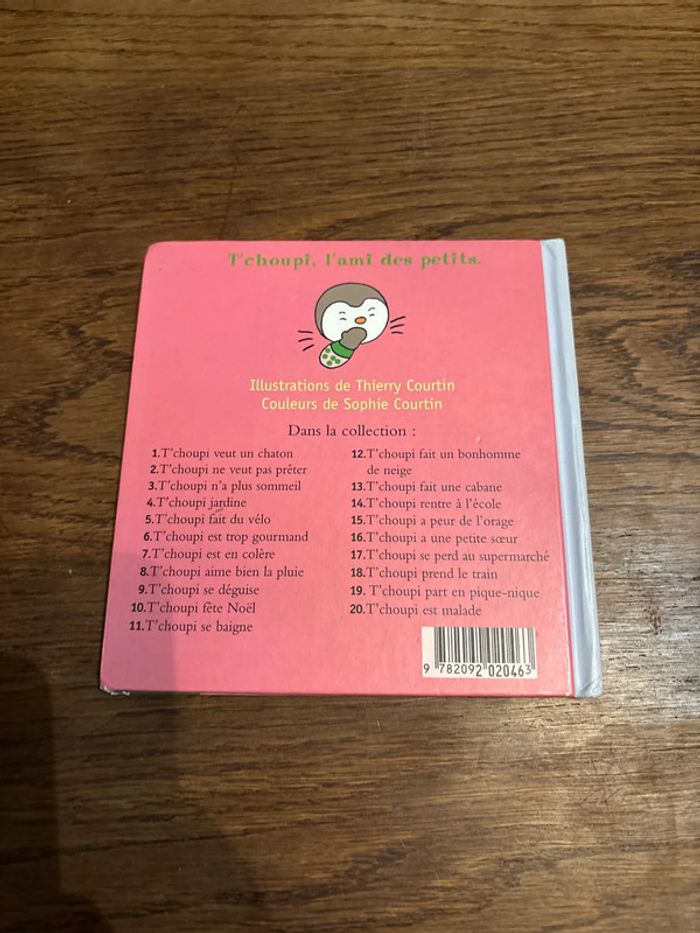 T'choupi, l'ami des petits.
Illustrations de Thierry Courtin
Couleurs de Sophie Courtin
Dans la collection :
1.T'choupi veut un chaton
2.T'choupi ne veut pas prêter
3.T'choupi n'a plus sommeil
4.T'choupi jardine
5.T'choupi fait du vélo
6.T'choupi est trop gourmand
7.T'choupi est en colère
8.T'choupi aime bien la pluie
9.T'choupi se déguise
10.T'choupi fête Noël
11.T'choupi se baigne
12.T'choupi fait un bonhomme
de neige
13.T'choupi fait une cabane
14.T'choupi rentre à l'école
15.T'choupi a peur de l'orage
16.T'choupi a une petite sœur
17.T'choupi se perd au supermarché
18.T'choupi prend le train
19. T'choupi part en pique-nique
20.T'choupi est malade
9 782092 020463